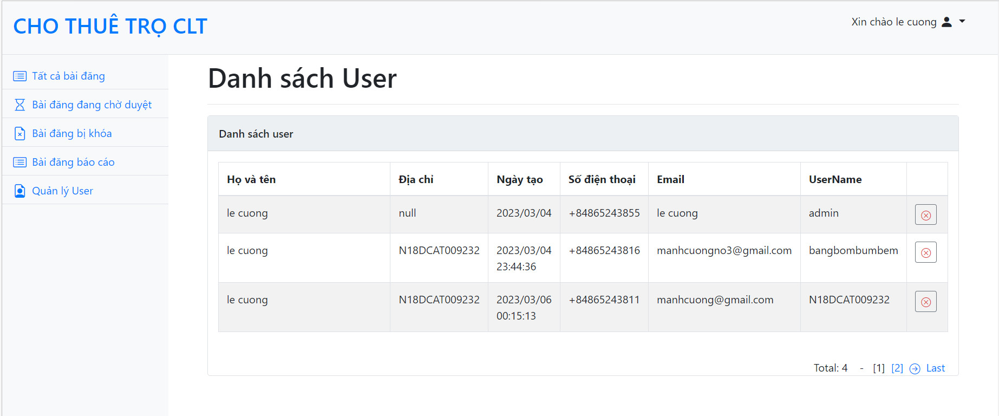 CHO THUÊ TRỌ CLT
Xin chào le cuong
Tất cả bài đăng
Bài đăng đang chờ duyệt
Bài đăng bị khóa
Bài đăng báo cáo
Quản lý User
Danh sách User
Danh sách user
Họ và tên Địa chỉ Ngày tạo Số điện thoại Email UserName
le cuong null 2023/03/04 +84865243855 le cuong admin
le cuong N18DCAT009232 2023/03/04 +84865243816 manhcuongno3@gmail.com bangbombumbem
23:44:36
le cuong N18DCAT009232 2023/03/06 +84865243811 manhcuong@gmail.com N18DCAT009232
00:15:13
Total: 4 - [1] [2] Last